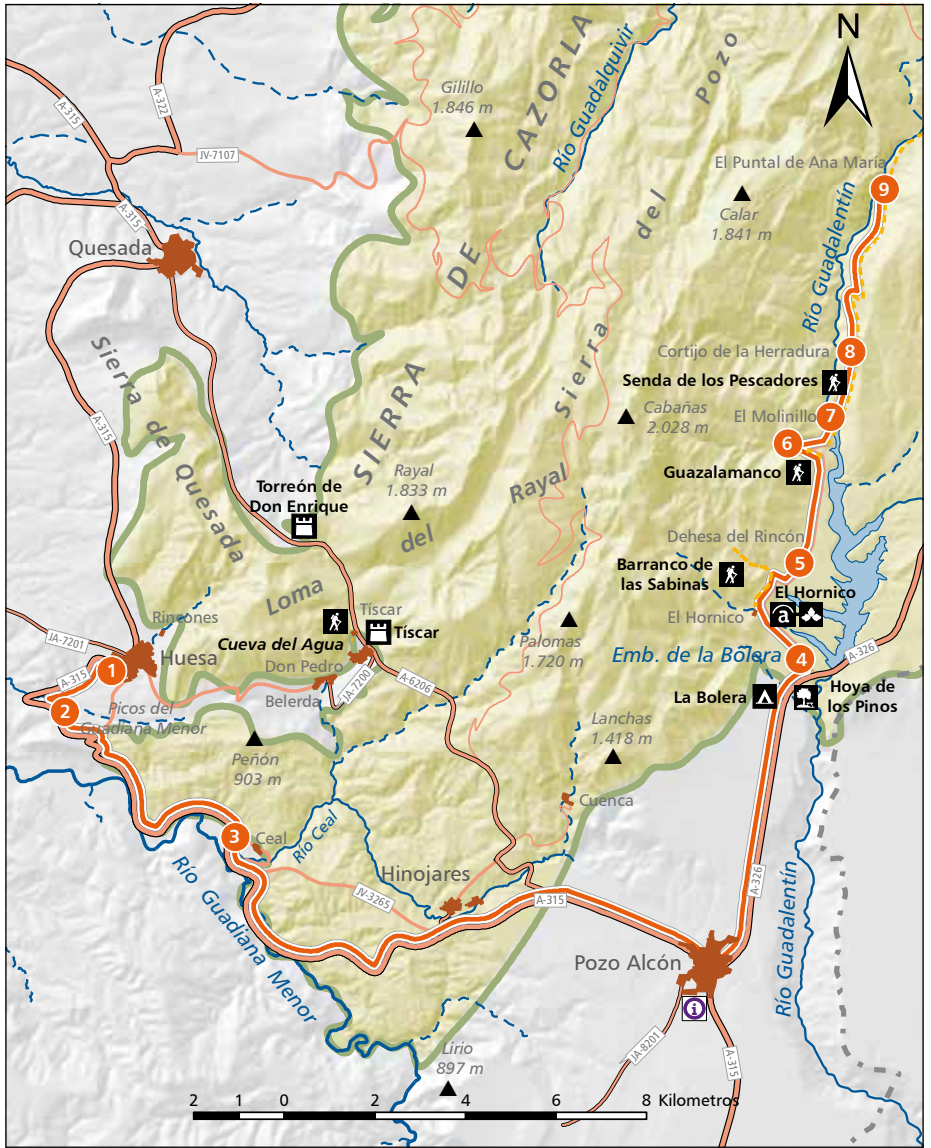 N
A-315
A-322
JV-7107
A-315
Gilillo
1.846 m
SIERRA DE CAZORLA
Río Guadalquivir
Sierra del Pozo
El Puntal de Ana María
9
Calar
1.841 m
Río Guadalentín
Quesada
Sierra de Quesada
A-315
Cortijo de la Herradura
8
Senda de los Pescadores
Cabañas
2.028 m
El Molinillo
7
6
Guazalamanco
Rayal
1.833 m
Torreón de
Don Enrique
Loma del Rayal
Dehesa del Rincón
5
Barranco de
las Sabinas
El Hornico
a
El Hornico
Rincones
Tíscar
Tíscar
Cueva del Agua
Don Pedro
JA-7200
A-6206
Belerda
Palomas
1.720 m
Emb. de la Bolera
4
A-326
JA-7201
Huesa
1
A-315
2
Picos del
Guadiana Menor
La Bolera
Hoya de
los Pinos
Lanchas
1.418 m
Peñón
903 m
Cuenca
3
Ceal
Río Ceal
Hinojares
JV-3265
A-315
A-326
Río Guadiana Menor
Río Guadalentín
Pozo Alcón
i
JA-8201
A-315
Lirio
897 m
2 1 0 2 4 6 8 Kilometros